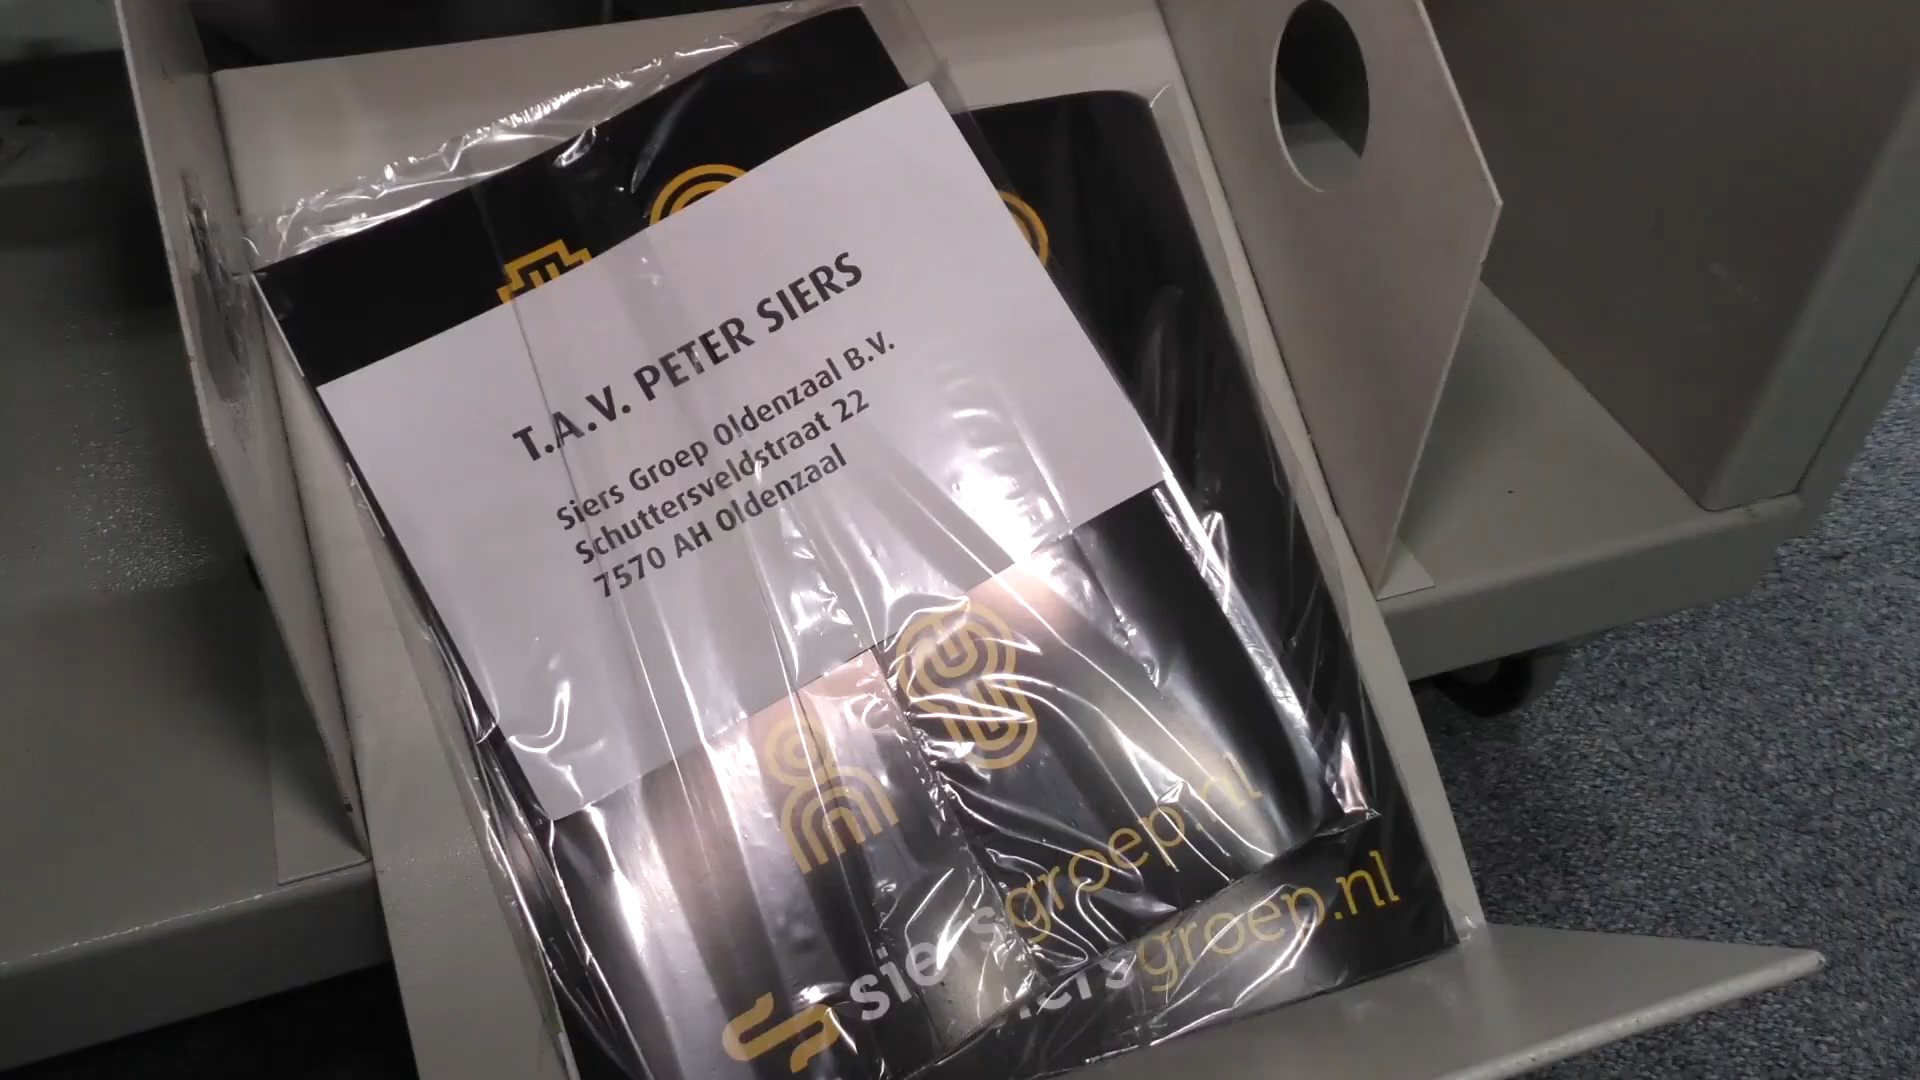 T.A.V. PETER SIERS
Siers Groep Oldenzaal B.V.
Schuttersveldstraat 22
7570 AH Oldenzaal
siersgroep.nl
siersgroep.nl